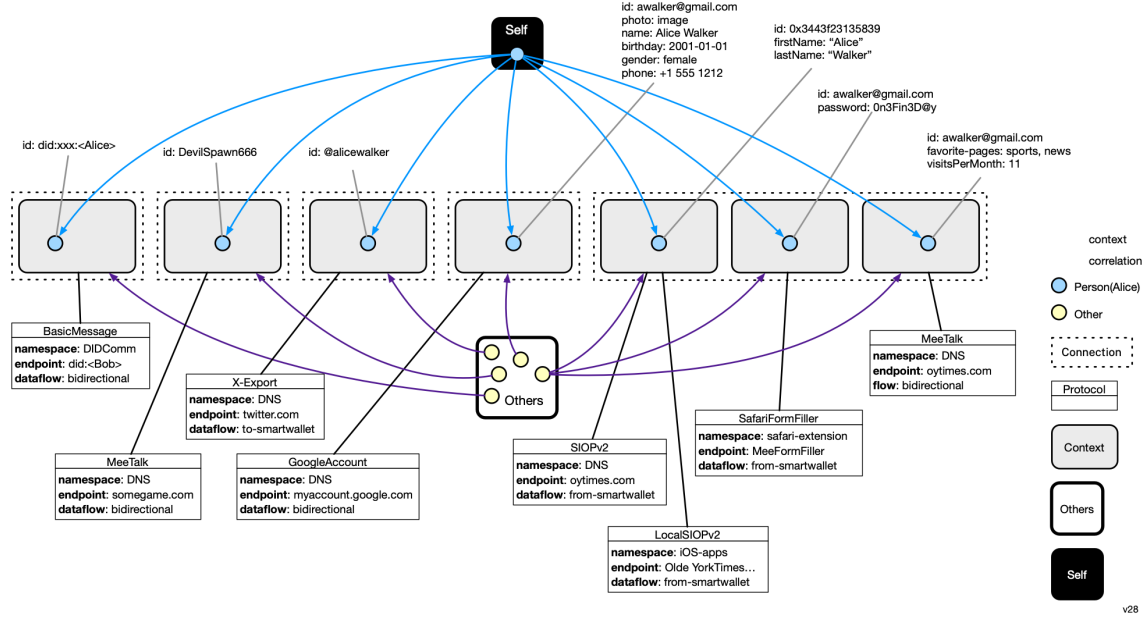 Self
id: awalker@gmail.com
photo: image
name: Alice Walker
birthday: 2001-01-01
gender: female
phone: +1 555 1212
id: 0x3443f23135839
firstName: “Alice”
lastName: “Walker”
id: awalker@gmail.com
password: 0n3Fin3D@y
id: awalker@gmail.com
favorite-pages: sports, news
visitsPerMonth: 11
id: did:xxx:<Alice>
id: DevilSpawn666
id: @alicewalker
BasicMessage
namespace: DIDComm
endpoint: did:<Bob>
dataflow: bidirectional
MeeTalk
namespace: DNS
endpoint: somegame.com
dataflow: bidirectional
X-Export
namespace: DNS
endpoint: twitter.com
dataflow: to-smartwallet
GoogleAccount
namespace: DNS
endpoint: myaccount.google.com
dataflow: bidirectional
Others
SIOPv2
namespace: DNS
endpoint: oytimes.com
dataflow: from-smartwallet
LocalSIOPv2
namespace: iOS-apps
endpoint: Olde YorkTimes…
dataflow: from-smartwallet
SafariFormFiller
namespace: safari-extension
endpoint: MeeFormFiller
dataflow: from-smartwallet
MeeTalk
namespace: DNS
endpoint: oytimes.com
flow: bidirectional
context
correlation
Person(Alice)
Other
Connection
Protocol
Context
Others
Self
v28